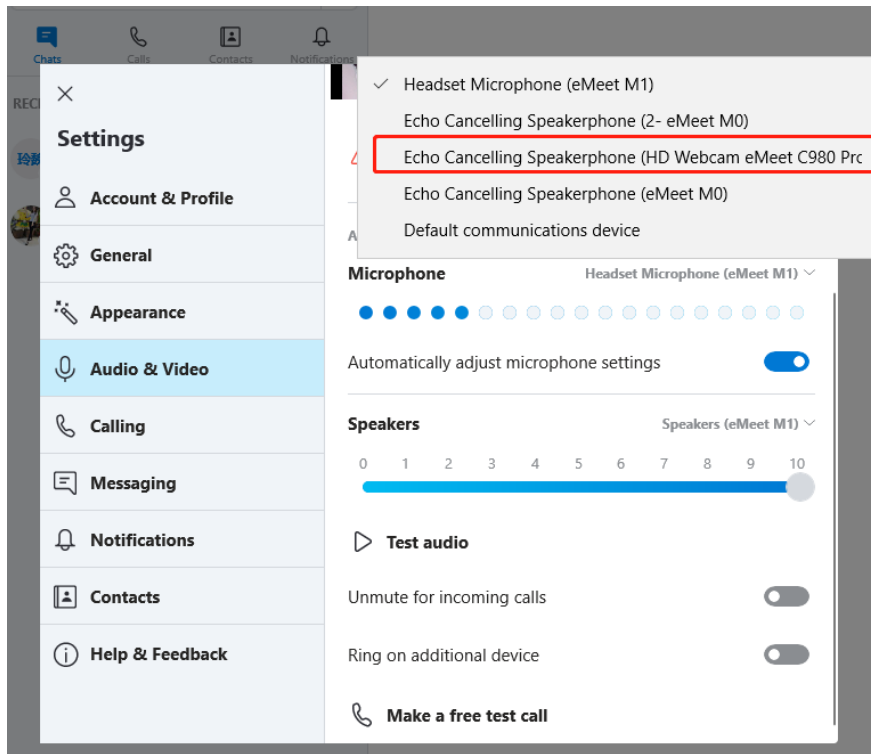 Chats
Calls
Contacts
Notifications
REC
Settings
Account & Profile
General
Appearance
Audio & Video
Calling
Messaging
Notifications
Contacts
Help & Feedback
Headset Microphone (eMeet M1)
Echo Cancelling Speakerphone (2- eMeet M0)
Echo Cancelling Speakerphone (HD Webcam eMeet C980 Prc
Echo Cancelling Speakerphone (eMeet M0)
Default communications device
A
Microphone Headset Microphone (eMeet M1)
Automatically adjust microphone settings
Speakers Speakers (eMeet M1)
0 1 2 3 4 5 6 7 8 9 10
Test audio
Unmute for incoming calls
Ring on additional device
Make a free test call